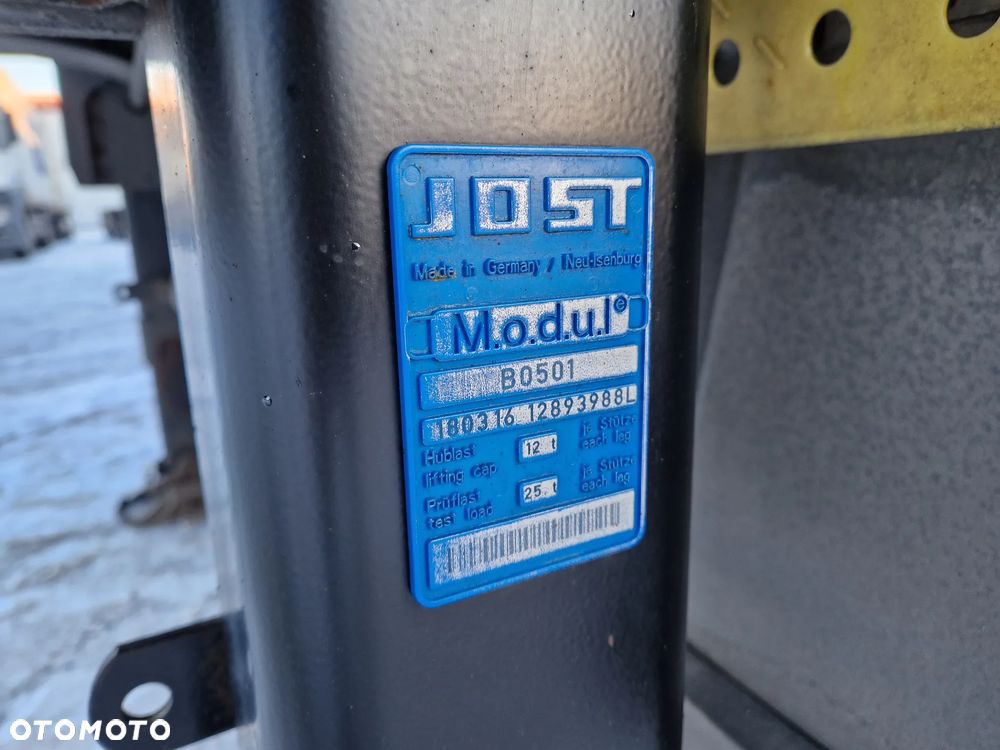 JOST
Made in Germany / Neu-Isenburg
M.o.d.u.l®
B0501
180316 12893988L
Hublast 12 t je Stütze
lifting cap each leg
Prüflast 25. t je Stütze
test load each leg
OTOMOTO